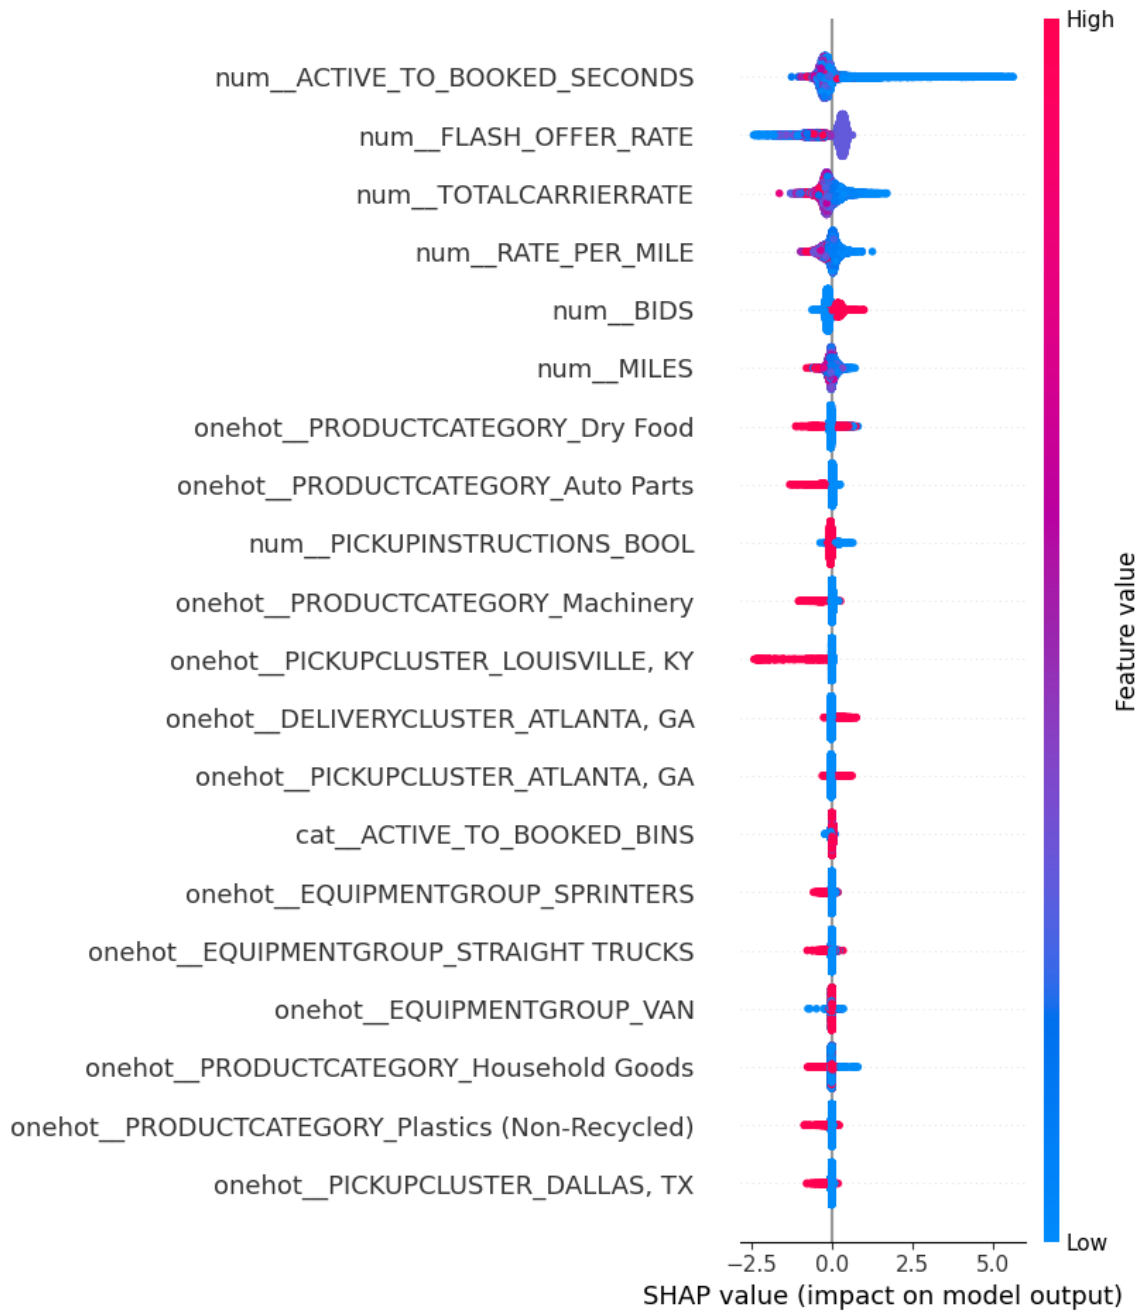 High
num__ACTIVE_TO_BOOKED_SECONDS
num__FLASH_OFFER_RATE
num__TOTALCARRIERRATE
num__RATE_PER_MILE
num__BIDS
num__MILES
onehot__PRODUCTCATEGORY_Dry Food
onehot__PRODUCTCATEGORY_Auto Parts
num__PICKUPINSTRUCTIONS_BOOL
onehot__PRODUCTCATEGORY_Machinery
onehot__PICKUPCLUSTER_LOUISVILLE, KY
onehot__DELIVERYCLUSTER_ATLANTA, GA
onehot__PICKUPCLUSTER_ATLANTA, GA
cat__ACTIVE_TO_BOOKED_BINS
onehot__EQUIPMENTGROUP_SPRINTERS
onehot__EQUIPMENTGROUP_STRAIGHT TRUCKS
onehot__EQUIPMENTGROUP_VAN
onehot__PRODUCTCATEGORY_Household Goods
onehot__PRODUCTCATEGORY_Plastics (Non-Recycled)
onehot__PICKUPCLUSTER_DALLAS, TX
Feature value
Low
−2.5 0.0 2.5 5.0
SHAP value (impact on model output)